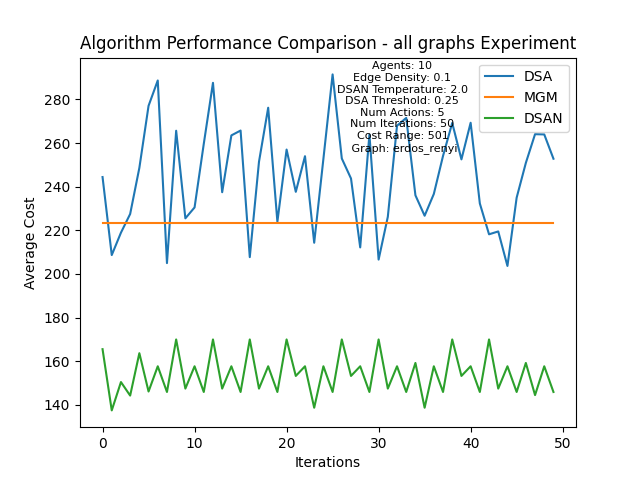 Algorithm Performance Comparison - all graphs Experiment
Agents: 10
Edge Density: 0.1
DSAN Temperature: 2.0
DSA Threshold: 0.25
Num Actions: 5
Num Iterations: 50
Cost Range: 501
Graph: erdos_renyi
DSA
MGM
DSAN
Average Cost
280
260
240
220
200
180
160
140
0
10
20
30
40
50
Iterations